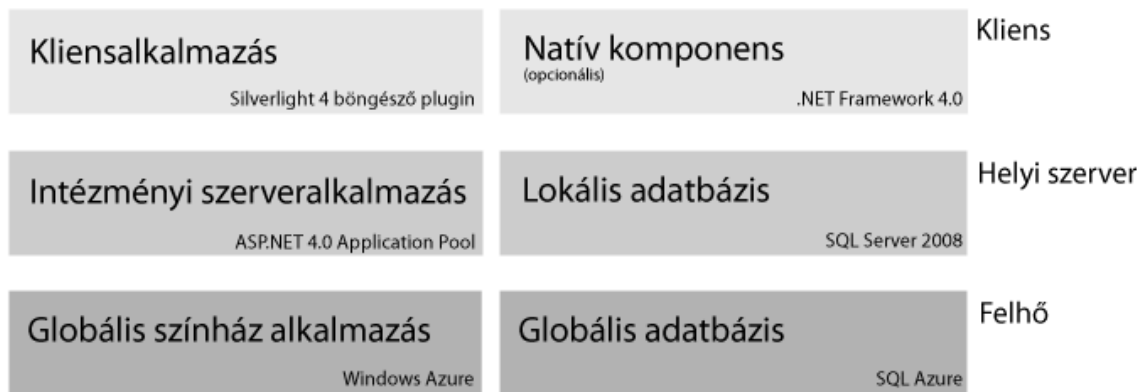 Kliensalkalmazás
Silverlight 4 böngésző plugin
Natív komponens
(opcionális)
.NET Framework 4.0
Kliens
Intézményi szerveralkalmazás
ASP.NET 4.0 Application Pool
Lokális adatbázis
SQL Server 2008
Helyi szerver
Globális színház alkalmazás
Windows Azure
Globális adatbázis
SQL Azure
Felhő